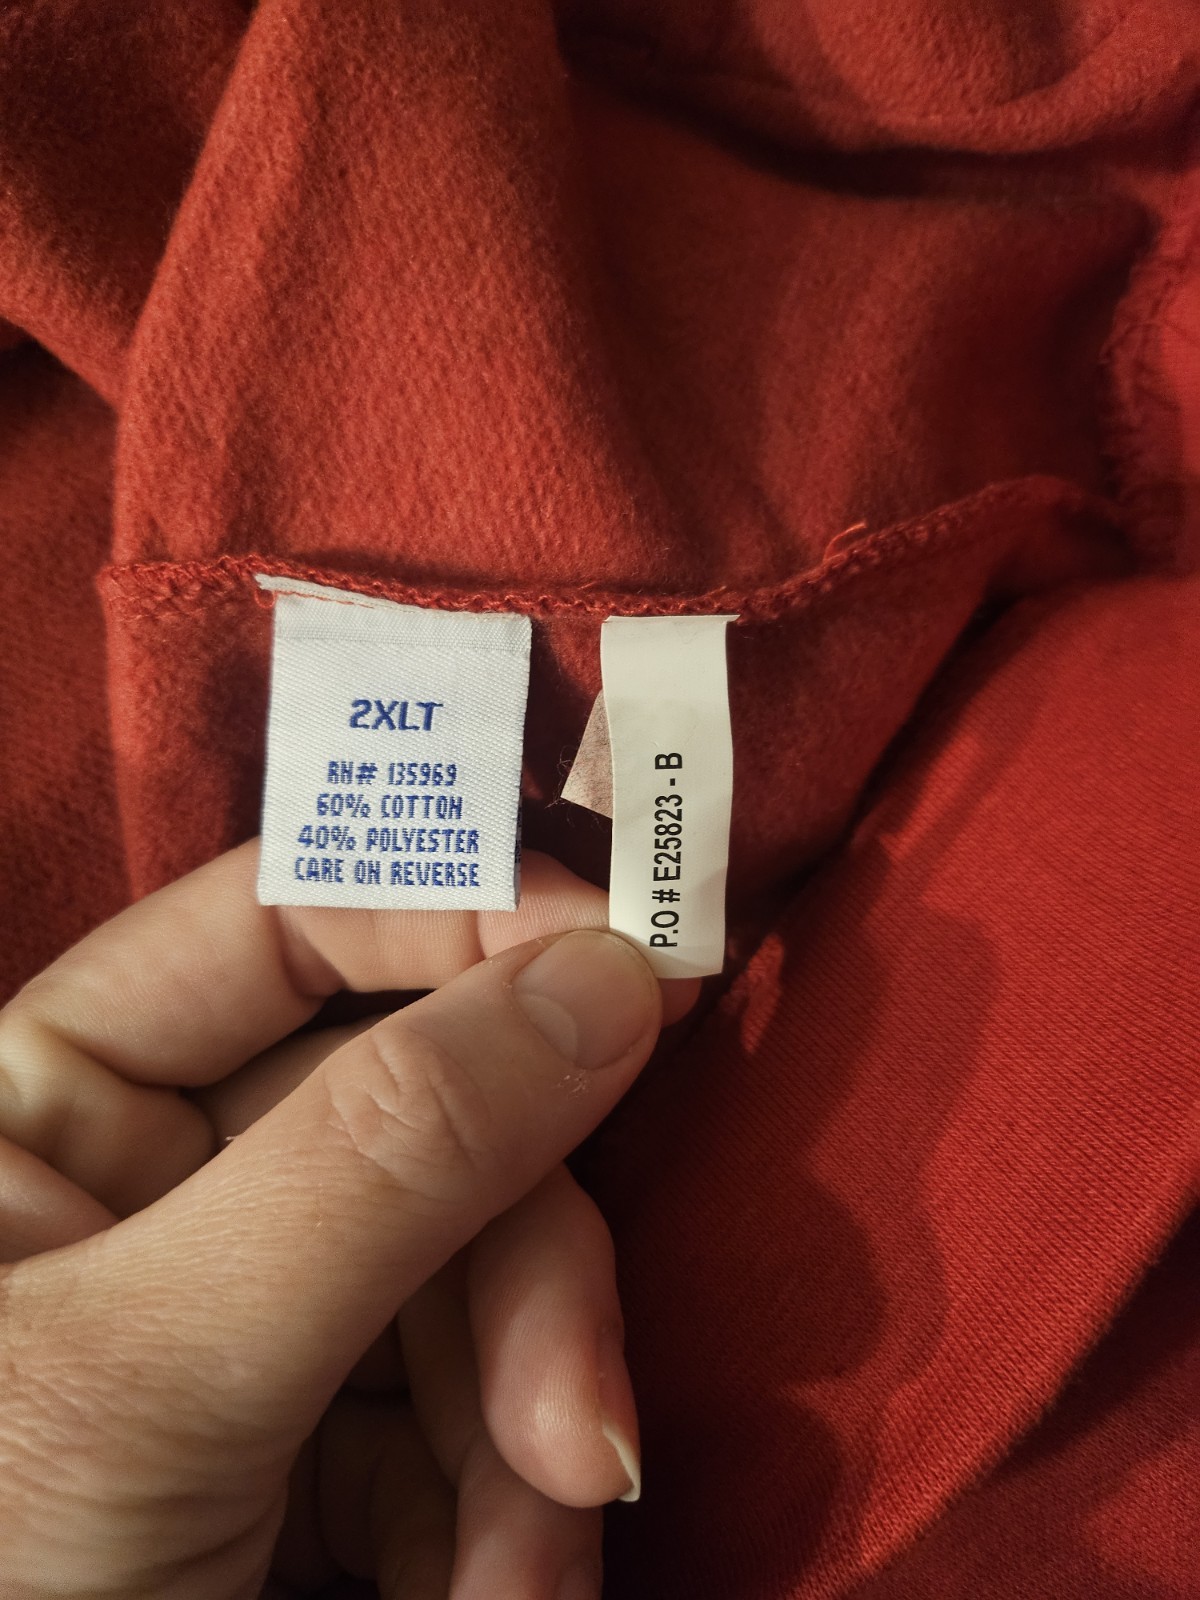 2XLT
RN# 135969
60% COTTON
40% POLYESTER
CARE ON REVERSE
P.O # E25823 - B